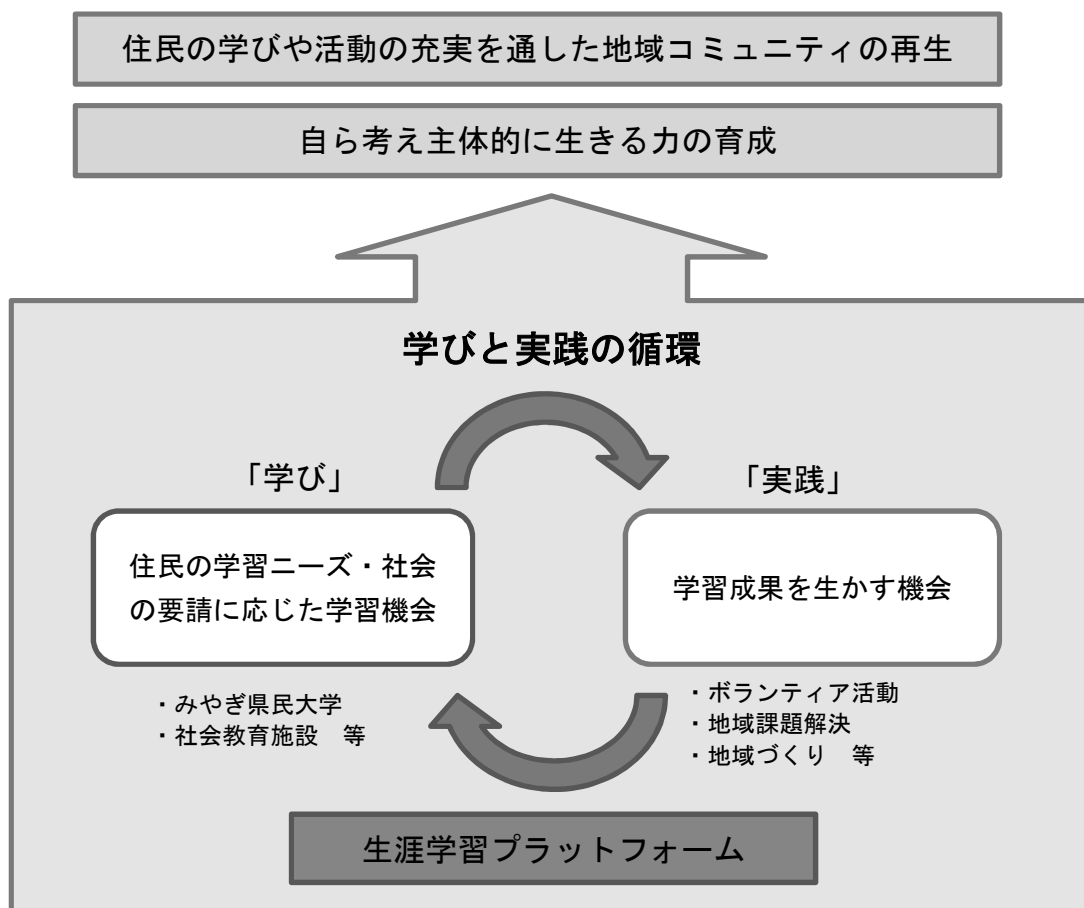 住民の学びや活動の充実を通した地域コミュニティの再生
自ら考え主体的に生きる力の育成
学びと実践の循環
「学び」
住民の学習ニーズ・社会
の要請に応じた学習機会
・みやぎ県民大学
・社会教育施設　等
「実践」
学習成果を生かす機会
・ボランティア活動
・地域課題解決
・地域づくり　等
生涯学習プラットフォーム